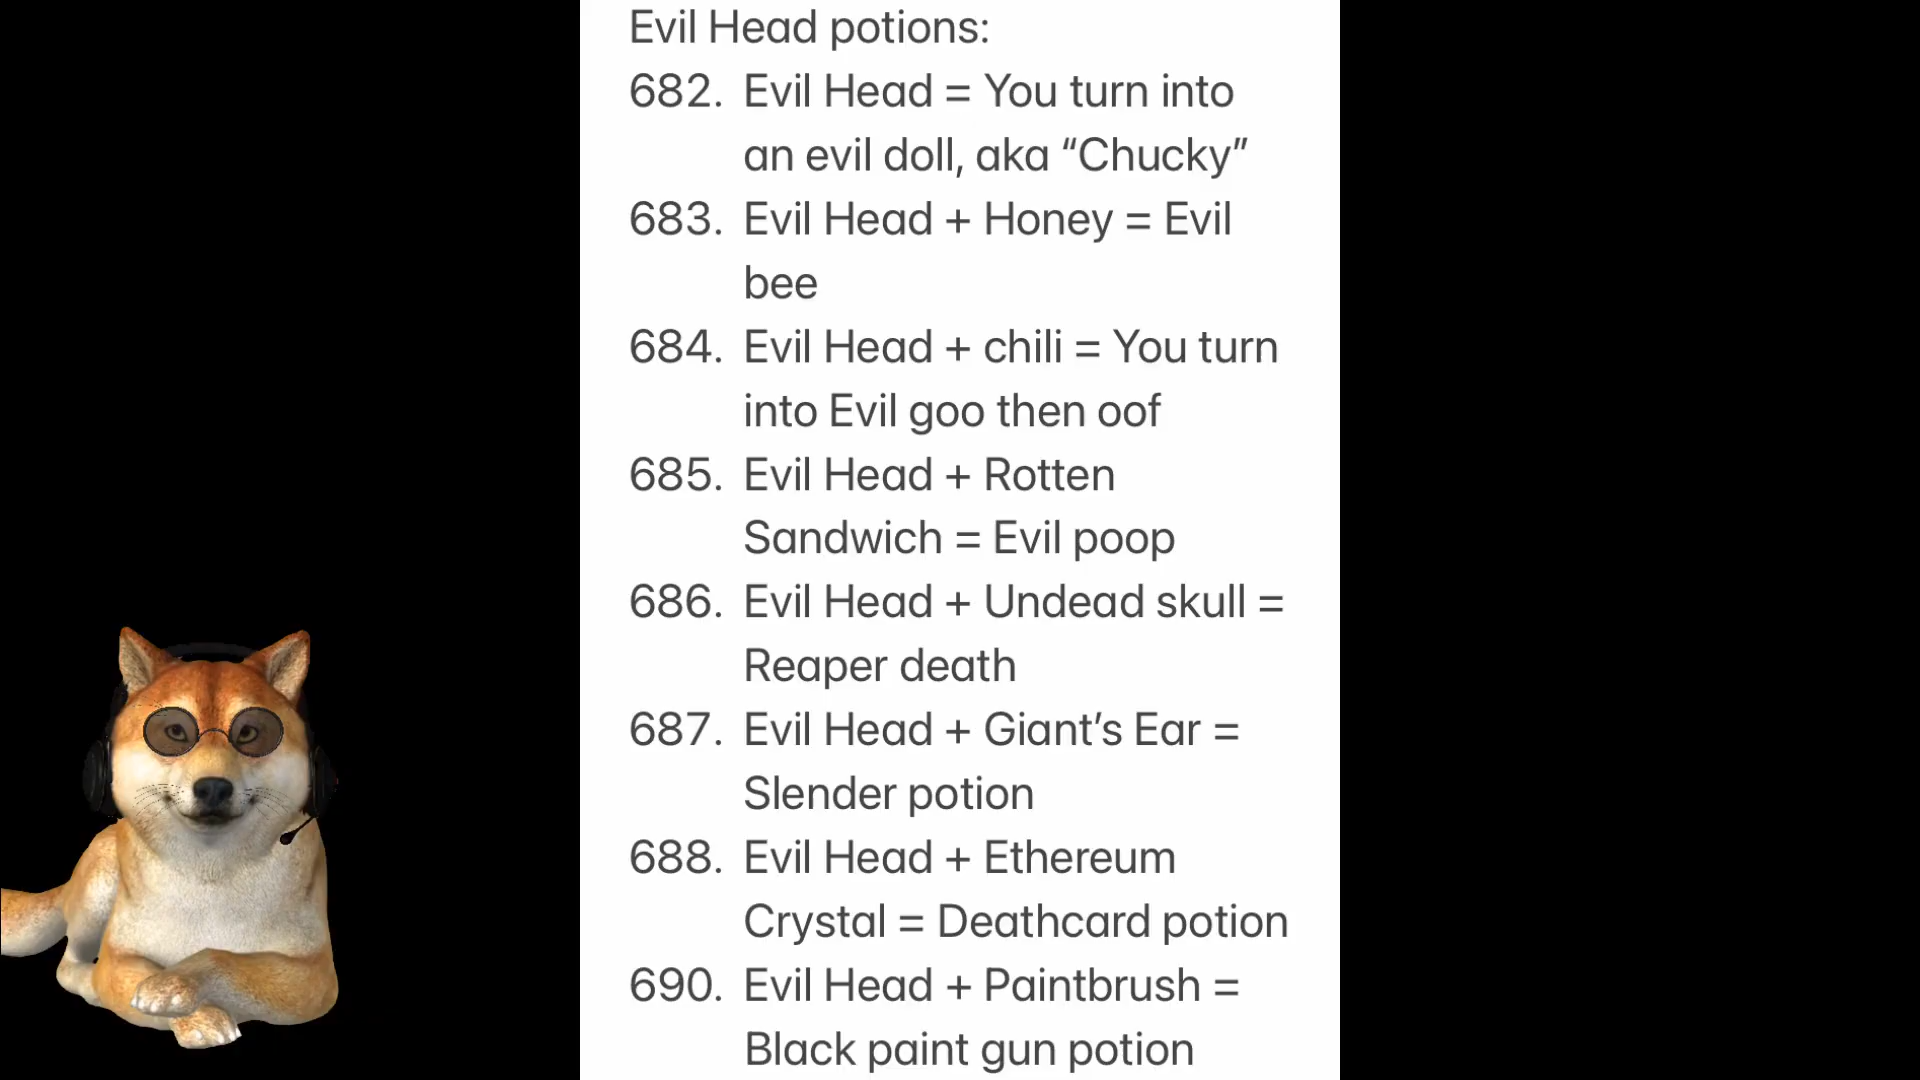 Evil Head potions:
682. Evil Head = You turn into
an evil doll, aka “Chucky”
683. Evil Head + Honey = Evil
bee
684. Evil Head + chili = You turn
into Evil goo then oof
685. Evil Head + Rotten
Sandwich = Evil poop
686. Evil Head + Undead skull =
Reaper death
687. Evil Head + Giant’s Ear =
Slender potion
688. Evil Head + Ethereum
Crystal = Deathcard potion
690. Evil Head + Paintbrush =
Black paint gun potion